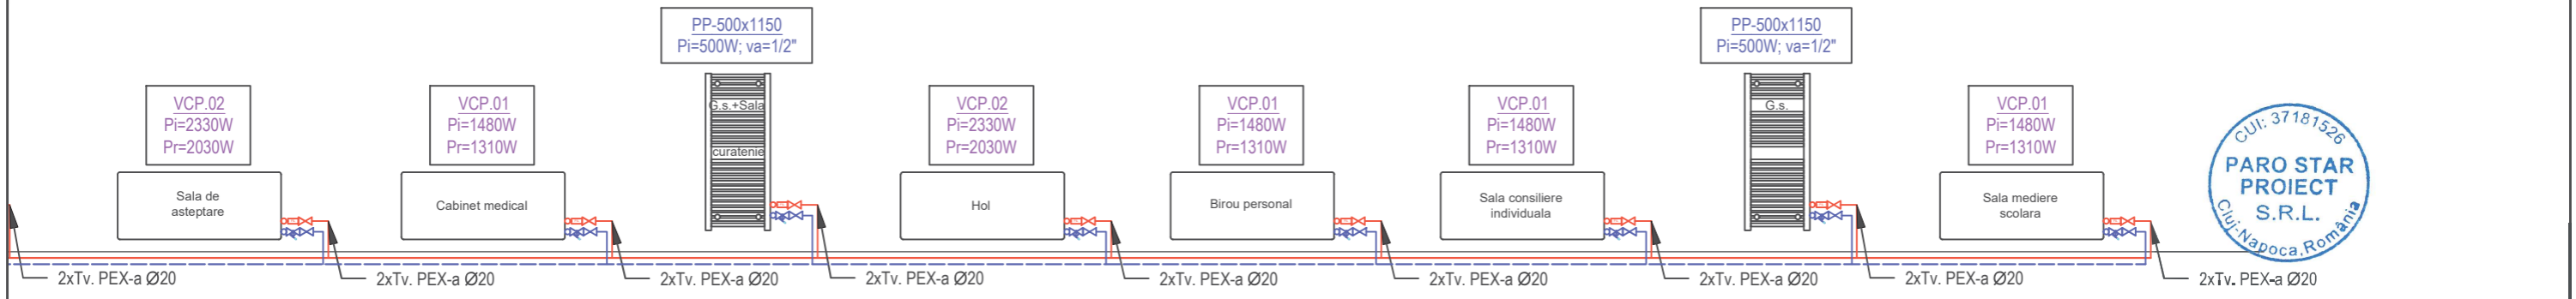 PP-500x1150
Pi=500W; va=1/2"
PP-500x1150
Pi=500W; va=1/2"
VCP.02
Pi=2330W
Pr=2030W
VCP.01
Pi=1480W
Pr=1310W
G.s.+Sala
curatenie
VCP.02
Pi=2330W
Pr=2030W
VCP.01
Pi=1480W
Pr=1310W
VCP.01
Pi=1480W
Pr=1310W
G.s.
VCP.01
Pi=1480W
Pr=1310W
Sala de
asteptare
Cabinet medical
Hol
Birou personal
Sala consiliere
individuala
Sala mediere
scolara
CUI: 37181526
PARO STAR
PROIECT
S.R.L.
Cluj-Napoca, România
2xTv. PEX-a Ø20
2xTv. PEX-a Ø20
2xTv. PEX-a Ø20
2xTv. PEX-a Ø20
2xTv. PEX-a Ø20
2xTv. PEX-a Ø20
2xTv. PEX-a Ø20
2xTv. PEX-a Ø20
2xTv. PEX-a Ø20